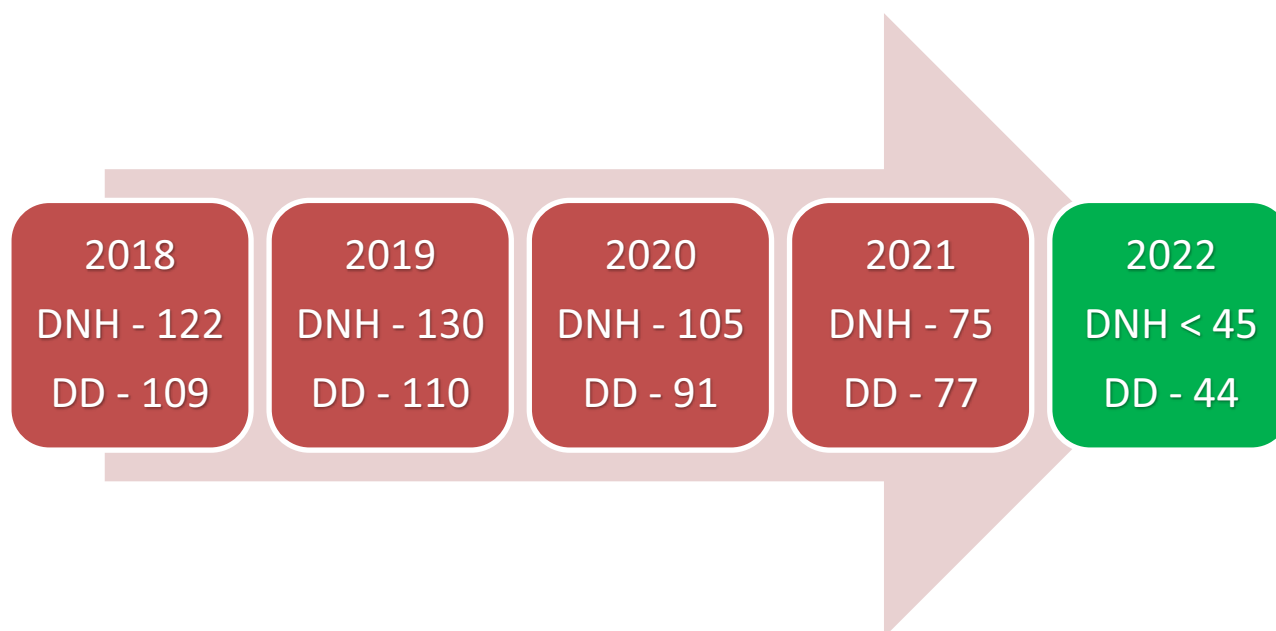 2018
DNH - 122
DD - 109
2019
DNH - 130
DD - 110
2020
DNH - 105
DD - 91
2021
DNH - 75
DD - 77
2022
DNH < 45
DD - 44